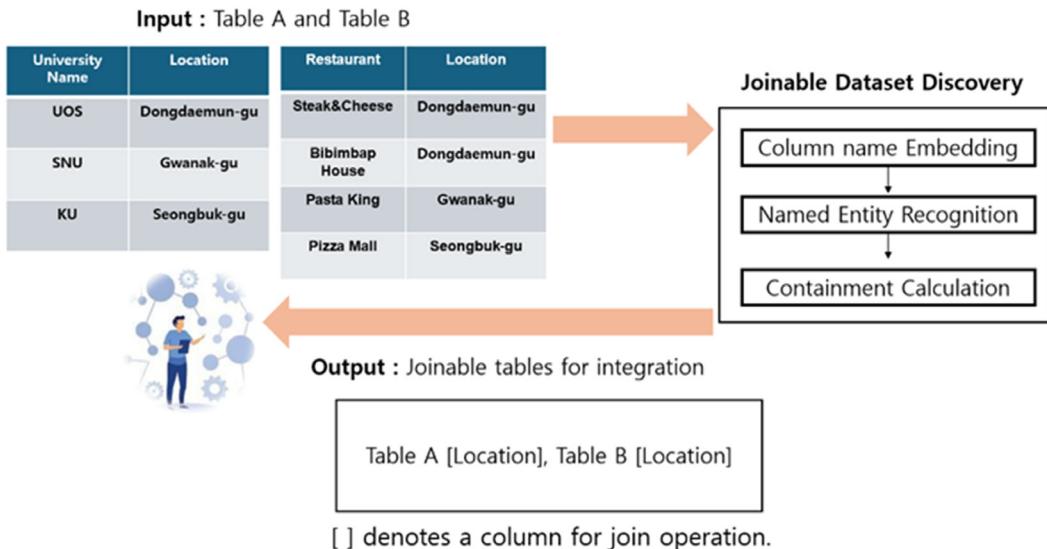 Input : Table A and Table B
University Name
Location
UOS
Dongdaemun-gu
SNU
Gwanak-gu
KU
Seongbuk-gu
Restaurant
Location
Steak&Cheese
Dongdaemun-gu
Bibimbap House
Dongdaemun-gu
Pasta King
Gwanak-gu
Pizza Mall
Seongbuk-gu
Joinable Dataset Discovery
Column name Embedding
Named Entity Recognition
Containment Calculation
Output : Joinable tables for integration
Table A [Location], Table B [Location]
[ ] denotes a column for join operation.